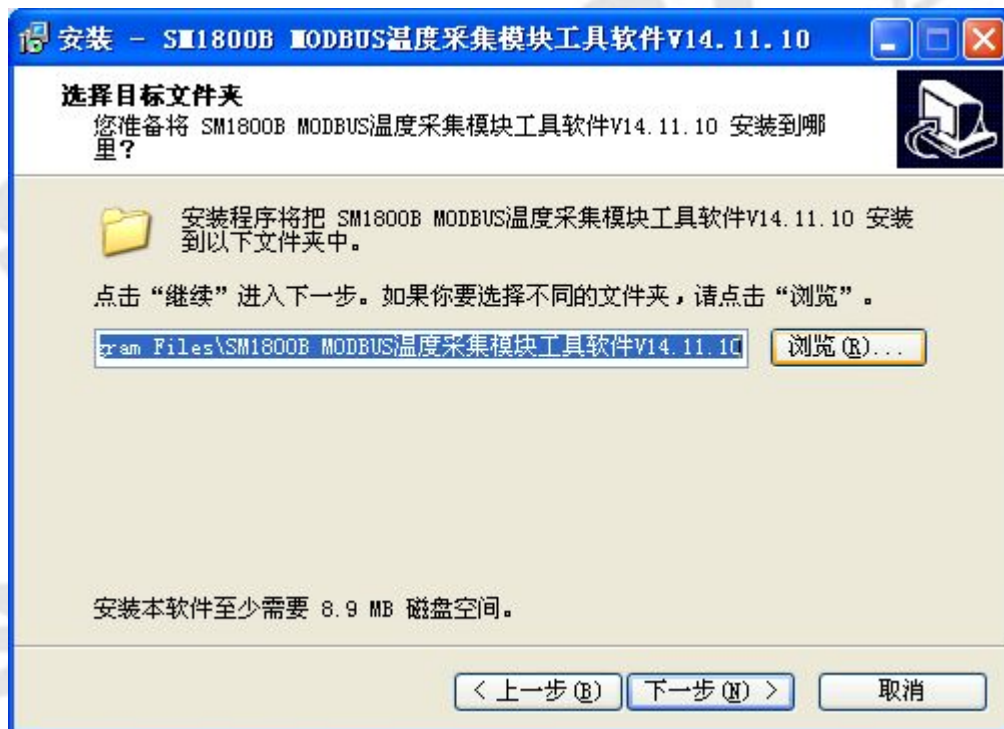 安装 - SM1800B MODBUS温度采集模块工具软件V14.11.10
选择目标文件夹
您准备将 SM1800B MODBUS温度采集模块工具软件V14.11.10 安装到哪
里？
安装程序将把 SM1800B MODBUS温度采集模块工具软件V14.11.10 安装
到以下文件夹中。
点击“继续”进入下一步。如果你要选择不同的文件夹，请点击“浏览”。
gram Files\SM1800B MODBUS温度采集模块工具软件V14.11.10
浏览(R)...
安装本软件至少需要 8.9 MB 磁盘空间。
< 上一步(B)
下一步(N) >
取消